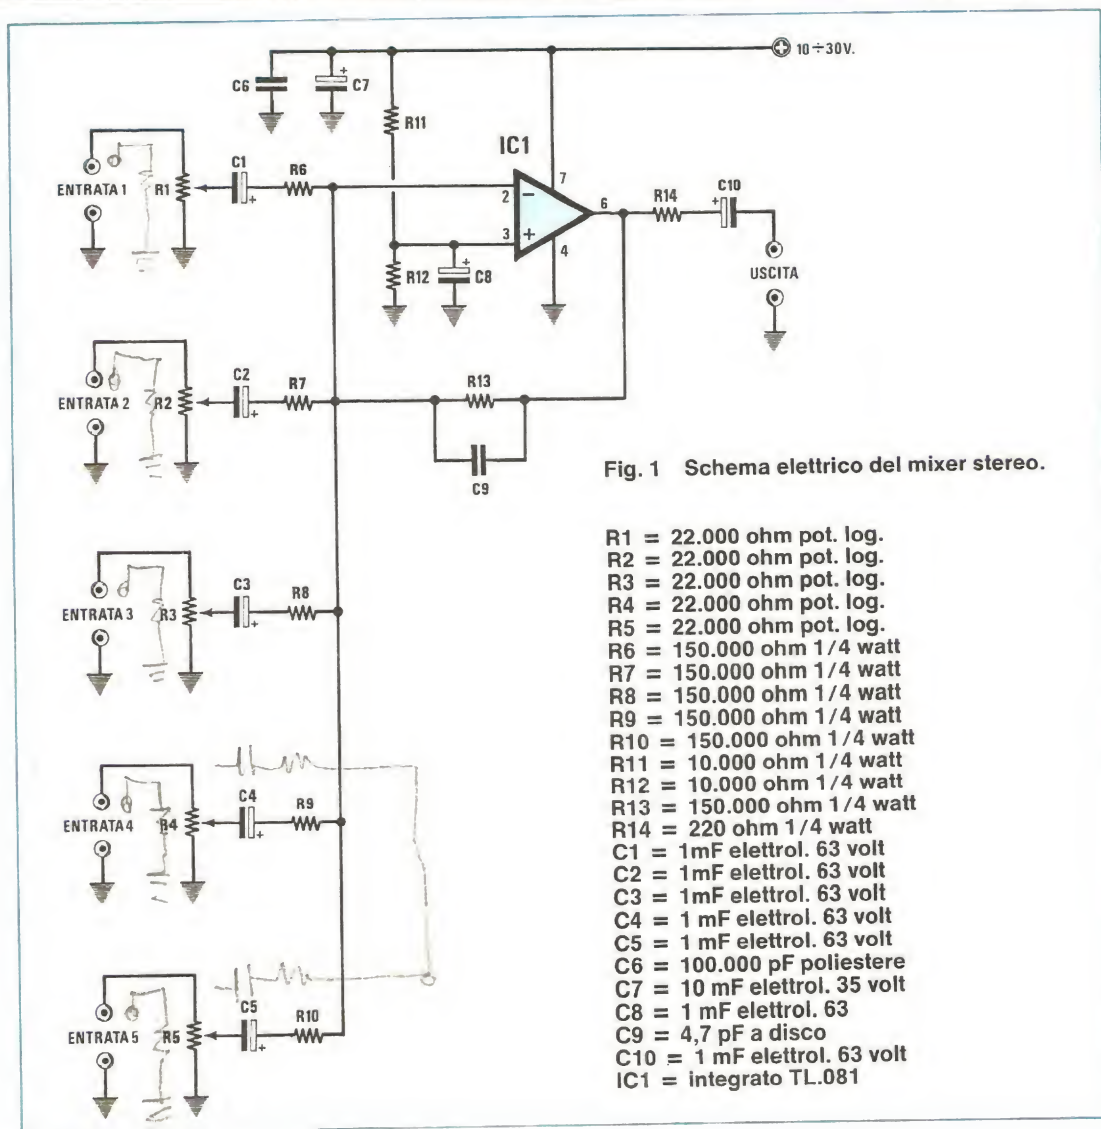 10÷30V.
C6
C7
R11
IC1
C1
R6
7
ENTRATA 1
R1
2
−
6
R14
C10
3
+
4
R12
C8
USCITA
C2
R7
R13
ENTRATA 2
R2
C9
Fig. 1 Schema elettrico del mixer stereo.
C3
R8
ENTRATA 3
R3
C4
R9
ENTRATA 4
R4
C5
R10
ENTRATA 5
R5
R1 = 22.000 ohm pot. log.
R2 = 22.000 ohm pot. log.
R3 = 22.000 ohm pot. log.
R4 = 22.000 ohm pot. log.
R5 = 22.000 ohm pot. log.
R6 = 150.000 ohm 1/4 watt
R7 = 150.000 ohm 1/4 watt
R8 = 150.000 ohm 1/4 watt
R9 = 150.000 ohm 1/4 watt
R10 = 150.000 ohm 1/4 watt
R11 = 10.000 ohm 1/4 watt
R12 = 10.000 ohm 1/4 watt
R13 = 150.000 ohm 1/4 watt
R14 = 220 ohm 1/4 watt
C1 = 1mF elettrol. 63 volt
C2 = 1mF elettrol. 63 volt
C3 = 1mF elettrol. 63 volt
C4 = 1 mF elettrol. 63 volt
C5 = 1 mF elettrol. 63 volt
C6 = 100.000 pF poliestere
C7 = 10 mF elettrol. 35 volt
C8 = 1 mF elettrol. 63
C9 = 4,7 pF a disco
C10 = 1 mF elettrol. 63 volt
IC1 = integrato TL.081